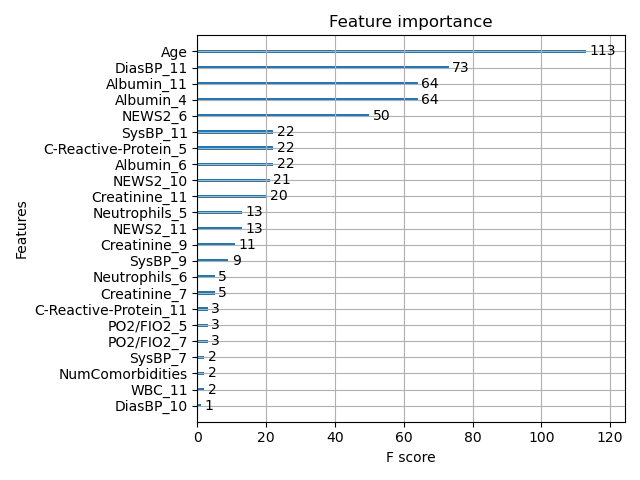 Feature importance
Age 113
DiasBP_11 73
Albumin_11 64
Albumin_4 64
NEWS2_6 50
SysBP_11 22
C-Reactive-Protein_5 22
Albumin_6 22
NEWS2_10 21
Creatinine_11 20
Neutrophils_5 13
NEWS2_11 13
Creatinine_9 11
SysBP_9 9
Neutrophils_6 5
Creatinine_7 5
C-Reactive-Protein_11 3
PO2/FIO2_5 3
PO2/FIO2_7 3
SysBP_7 2
NumComorbidities 2
WBC_11 2
DiasBP_10 1
0 20 40 60 80 100 120
F score
Features